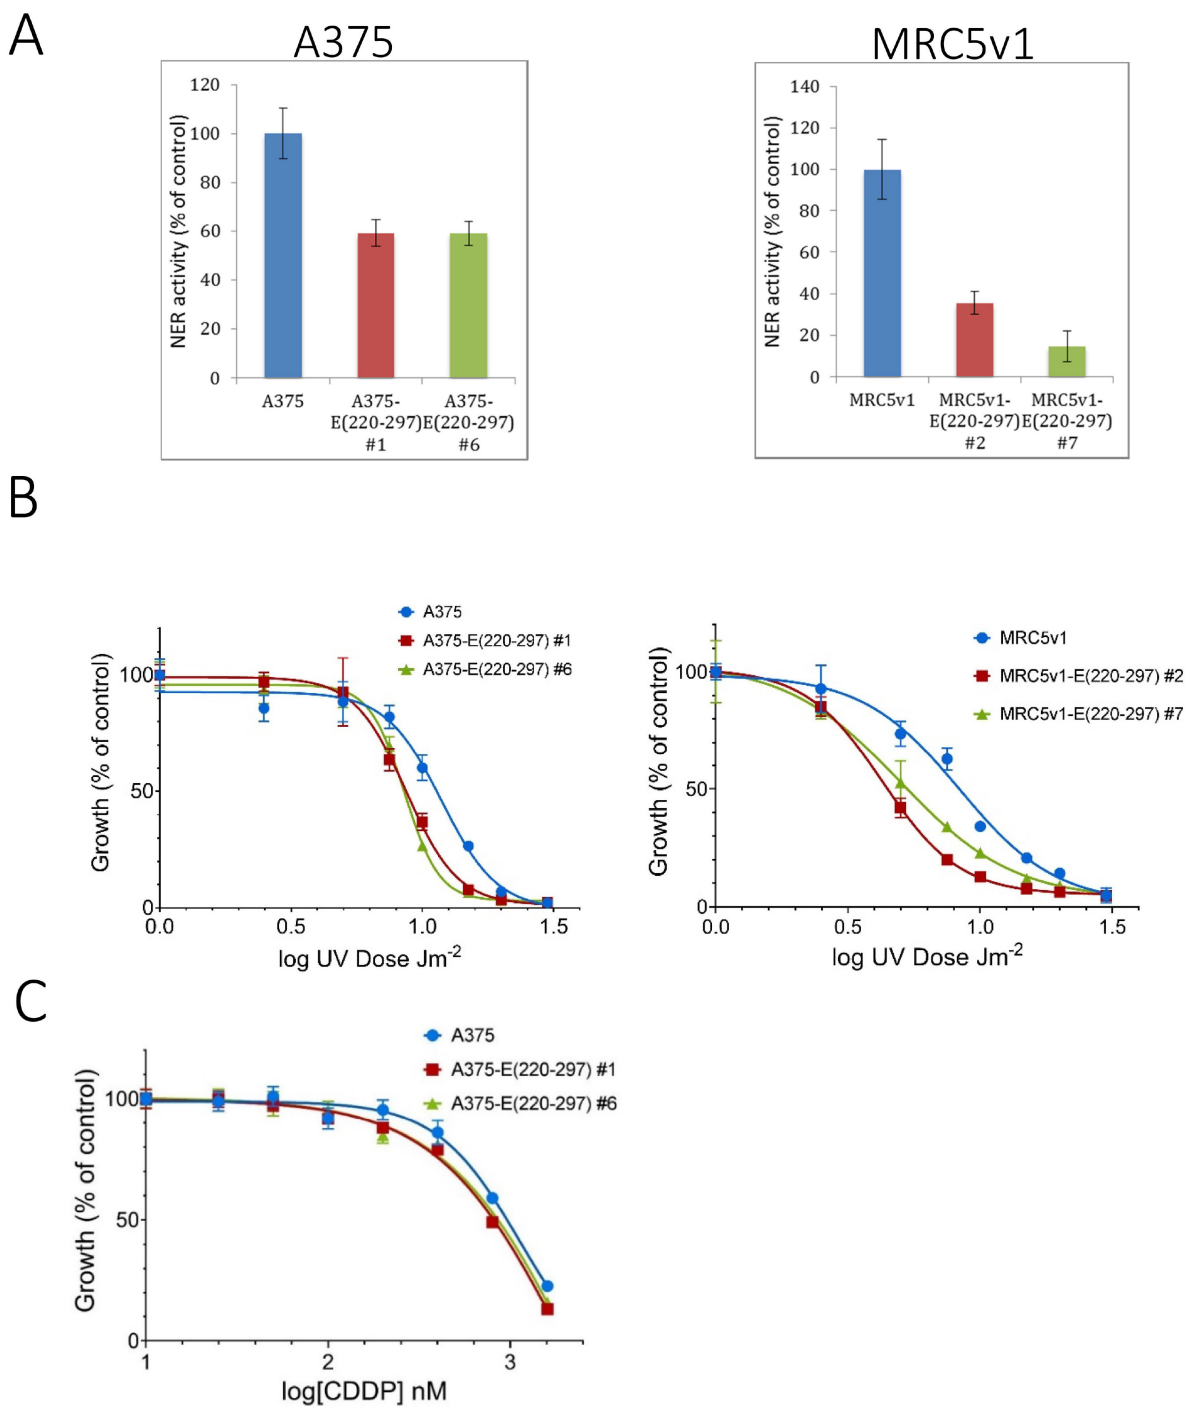 A
A375
MRC5v1
NER activity (% of control)
120
100
80
60
40
20
0
A375
A375-
E(220-297)
#1
A375-
E(220-297)
#6
NER activity (% of control)
140
120
100
80
60
40
20
0
MRC5v1
MRC5v1-
E(220-297)
#2
MRC5v1-
E(220-297)
#7
B
A375
A375-E(220-297) #1
A375-E(220-297) #6
Growth (% of control)
100
50
0
0.0
0.5
1.0
1.5
log UV Dose Jm-2
MRC5v1
MRC5v1-E(220-297) #2
MRC5v1-E(220-297) #7
Growth (% of control)
100
50
0
0.0
0.5
1.0
1.5
log UV Dose Jm-2
C
A375
A375-E(220-297) #1
A375-E(220-297) #6
Growth (% of control)
100
50
0
1
2
3
log[CDDP] nM